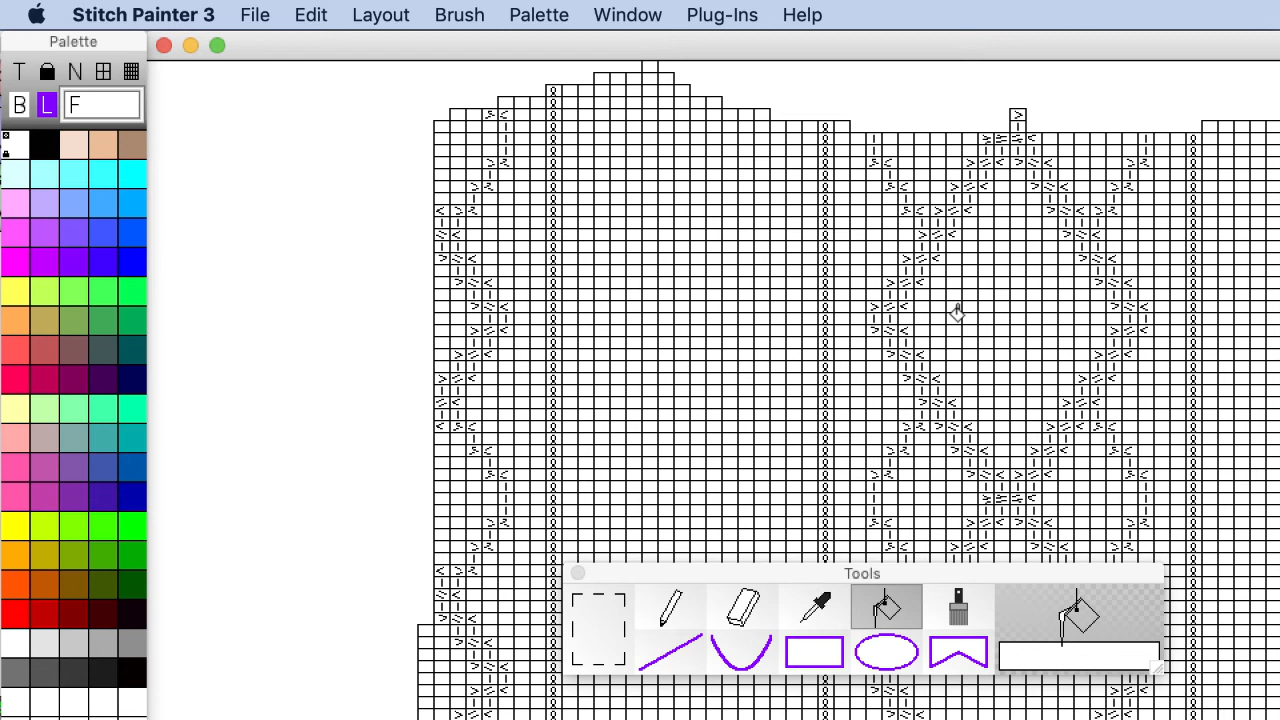 Stitch Painter 3 File Edit Layout Brush Palette Window Plug-Ins Help
Palette
T N
B L F
Tools